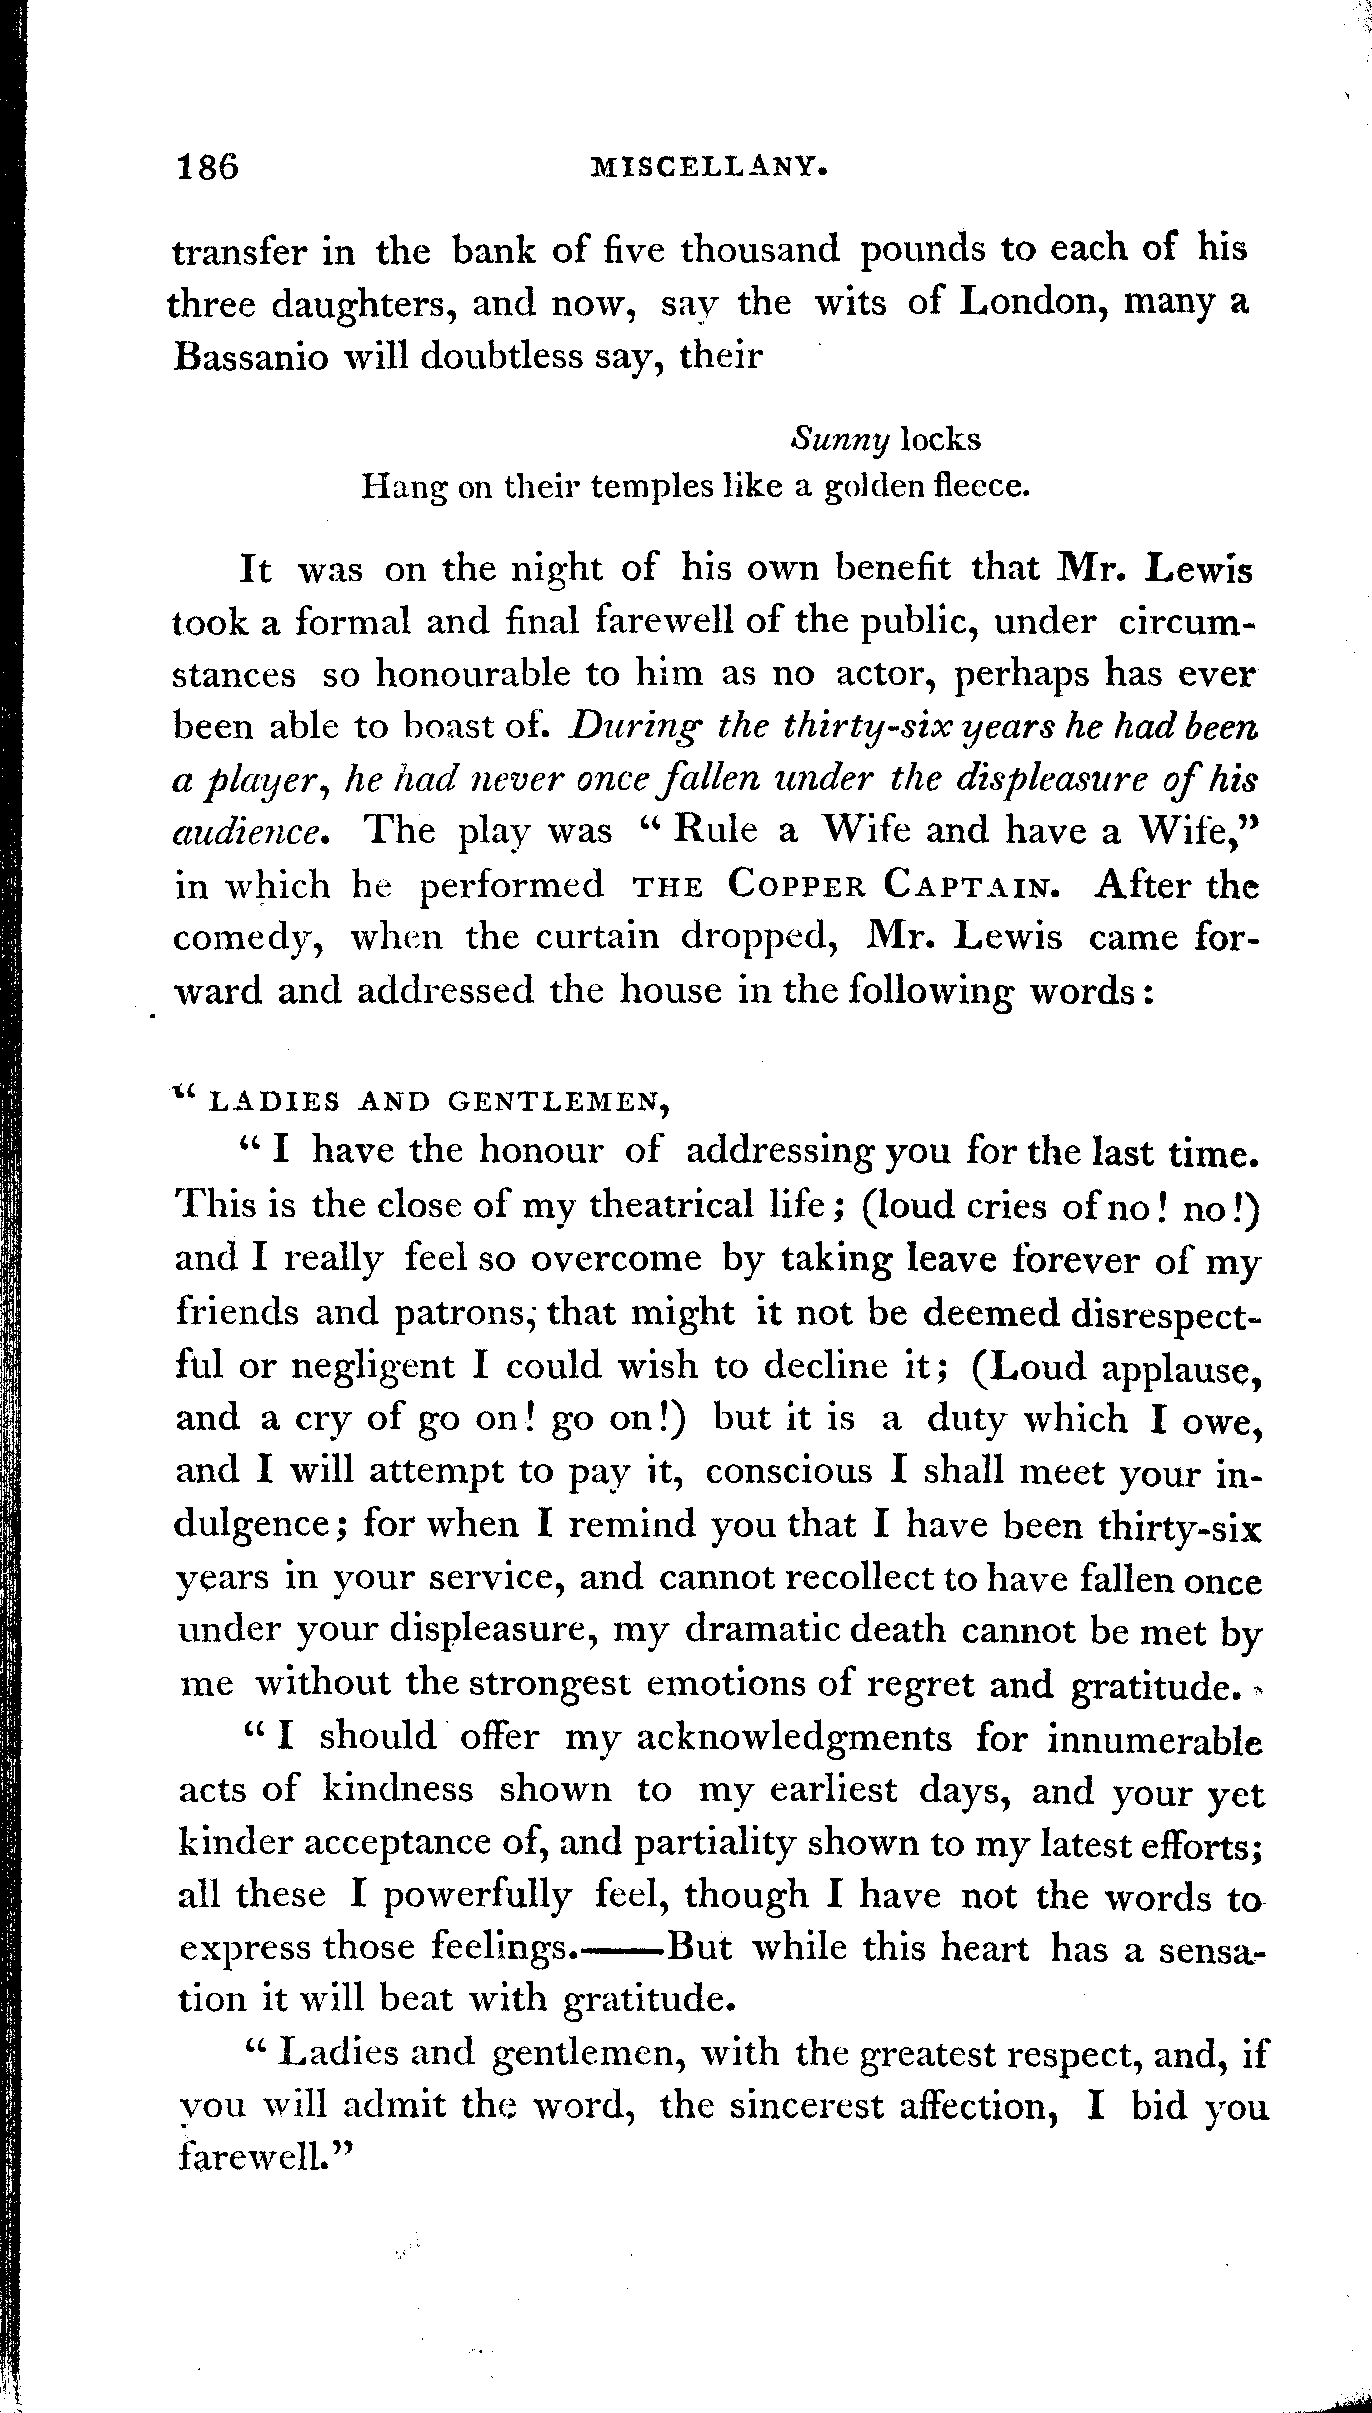 186 MISCELLANY.
transfer in the bank of five thousand pounds to each of his
three daughters, and now, say the wits of London, many a
Bassanio will doubtless say, their
Sunny locks
Hang on their temples like a golden fleece.
It was on the night of his own benefit that Mr. Lewis
took a formal and final farewell of the public, under circum-
stances so honourable to him as no actor, perhaps has ever
been able to boast of. During the thirty-six years he had been
a player, he had never once fallen under the displeasure of his
audience. The play was “ Rule a Wife and have a Wife,”
in which he performed THE COPPER CAPTAIN. After the
comedy, when the curtain dropped, Mr. Lewis came for-
ward and addressed the house in the following words:
“ LADIES AND GENTLEMEN,
“ I have the honour of addressing you for the last time.
This is the close of my theatrical life; (loud cries of no! no!)
and I really feel so overcome by taking leave forever of my
friends and patrons; that might it not be deemed disrespect-
ful or negligent I could wish to decline it; (Loud applause,
and a cry of go on! go on!) but it is a duty which I owe,
and I will attempt to pay it, conscious I shall meet your in-
dulgence; for when I remind you that I have been thirty-six
years in your service, and cannot recollect to have fallen once
under your displeasure, my dramatic death cannot be met by
me without the strongest emotions of regret and gratitude.
“ I should offer my acknowledgments for innumerable
acts of kindness shown to my earliest days, and your yet
kinder acceptance of, and partiality shown to my latest efforts;
all these I powerfully feel, though I have not the words to
express those feelings.——But while this heart has a sensa-
tion it will beat with gratitude.
“ Ladies and gentlemen, with the greatest respect, and, if
you will admit the word, the sincerest affection, I bid you
farewell.”